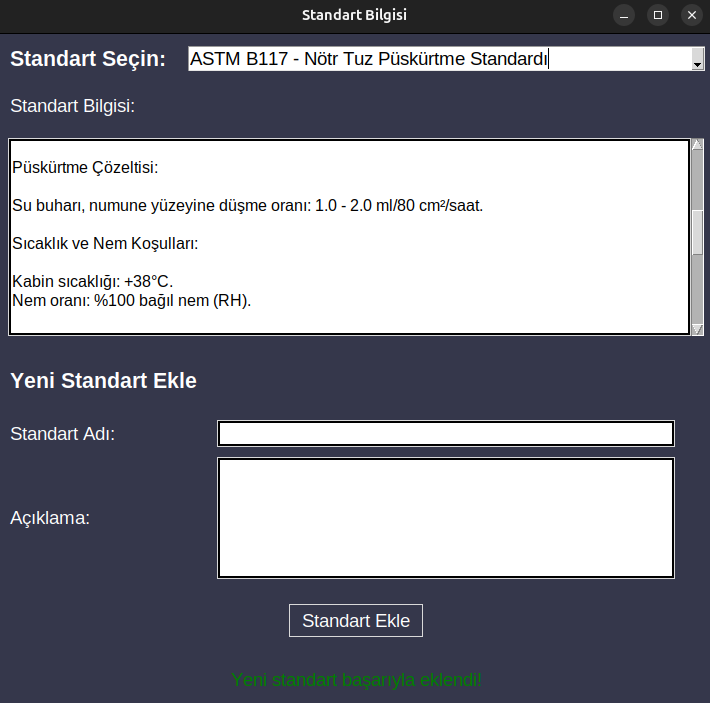 Standart Bilgisi
Standart Seçin:
ASTM B117 - Nötr Tuz Püskürtme Standardı
Standart Bilgisi:
Püskürtme Çözeltisi:
Su buharı, numune yüzeyine düşme oranı: 1.0 - 2.0 ml/80 cm²/saat.
Sıcaklık ve Nem Koşulları:
Kabin sıcaklığı: +38°C.
Nem oranı: %100 bağıl nem (RH).
Yeni Standart Ekle
Standart Adı:
Açıklama:
Standart Ekle
Yeni standart başarıyla eklendi!